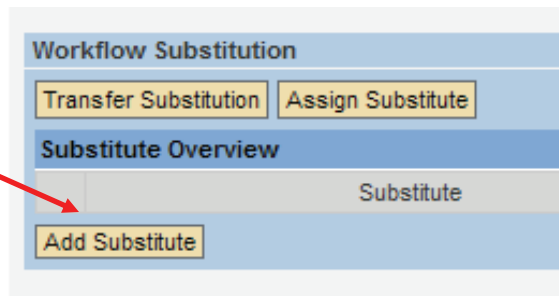 Workflow Substitution
Transfer Substitution Assign Substitute
Substitute Overview
Substitute
Add Substitute